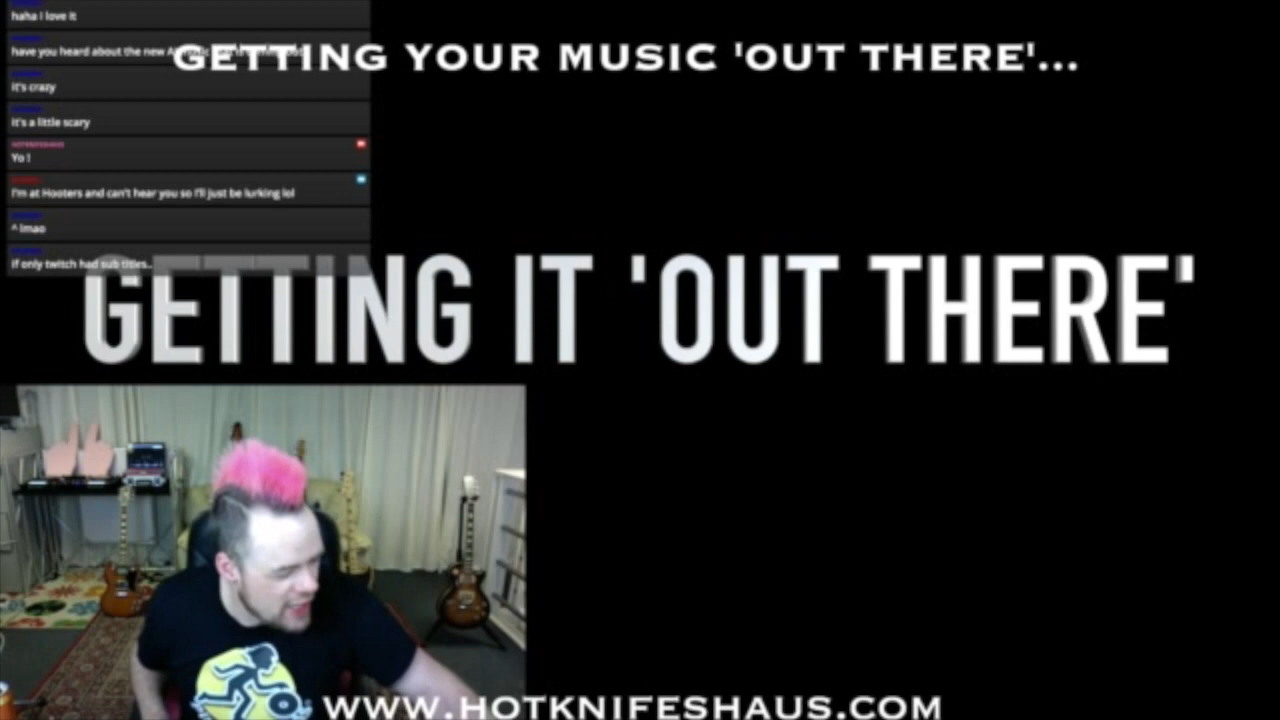 haha I love it
have you heard about the new A
GETTING YOUR MUSIC 'OUT THERE'...
it's crazy
it's a little scary
HOTKNIFESHAUS
Yo !
I'm at Hooters and can't hear you so I'll just be lurking lol
^ lmao
If only twitch had sub titles..
GETTING IT 'OUT THERE'
WWW.HOTKNIFESHAUS.COM